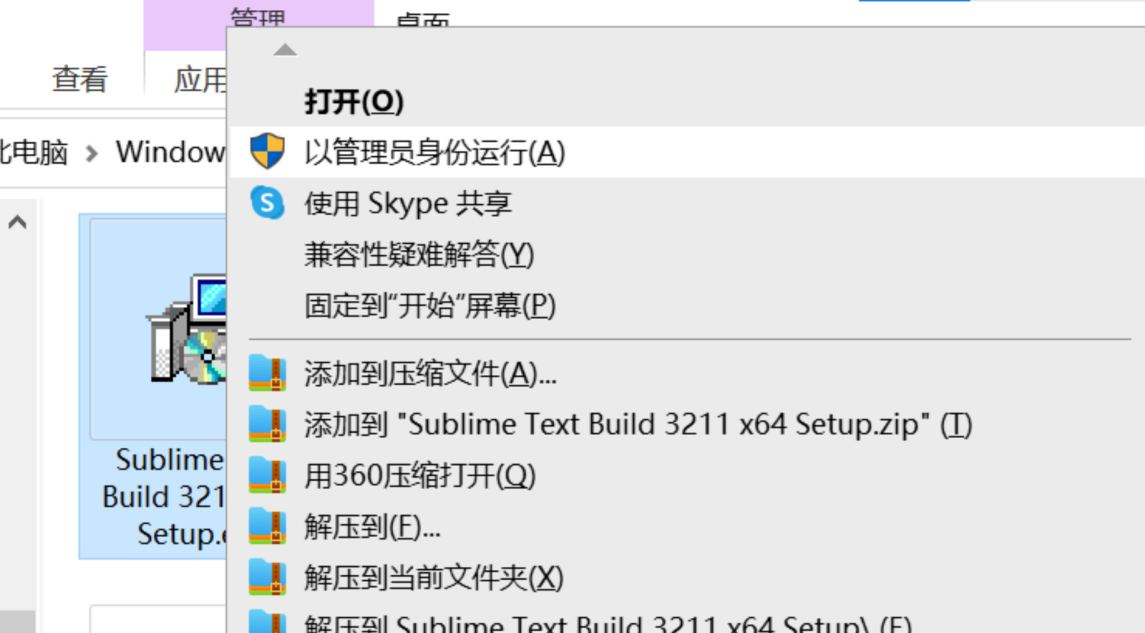 管理
桌面
查看
应用
此电脑 > Window
打开(O)
以管理员身份运行(A)
使用 Skype 共享
兼容性疑难解答(Y)
固定到"开始"屏幕(P)
添加到压缩文件(A)...
添加到 "Sublime Text Build 3211 x64 Setup.zip" (T)
用360压缩打开(Q)
解压到(F)...
解压到当前文件夹(X)
解压到 Sublime Text Build 3211 x64 Setup\ (E)
Sublime
Build 321
Setup.e